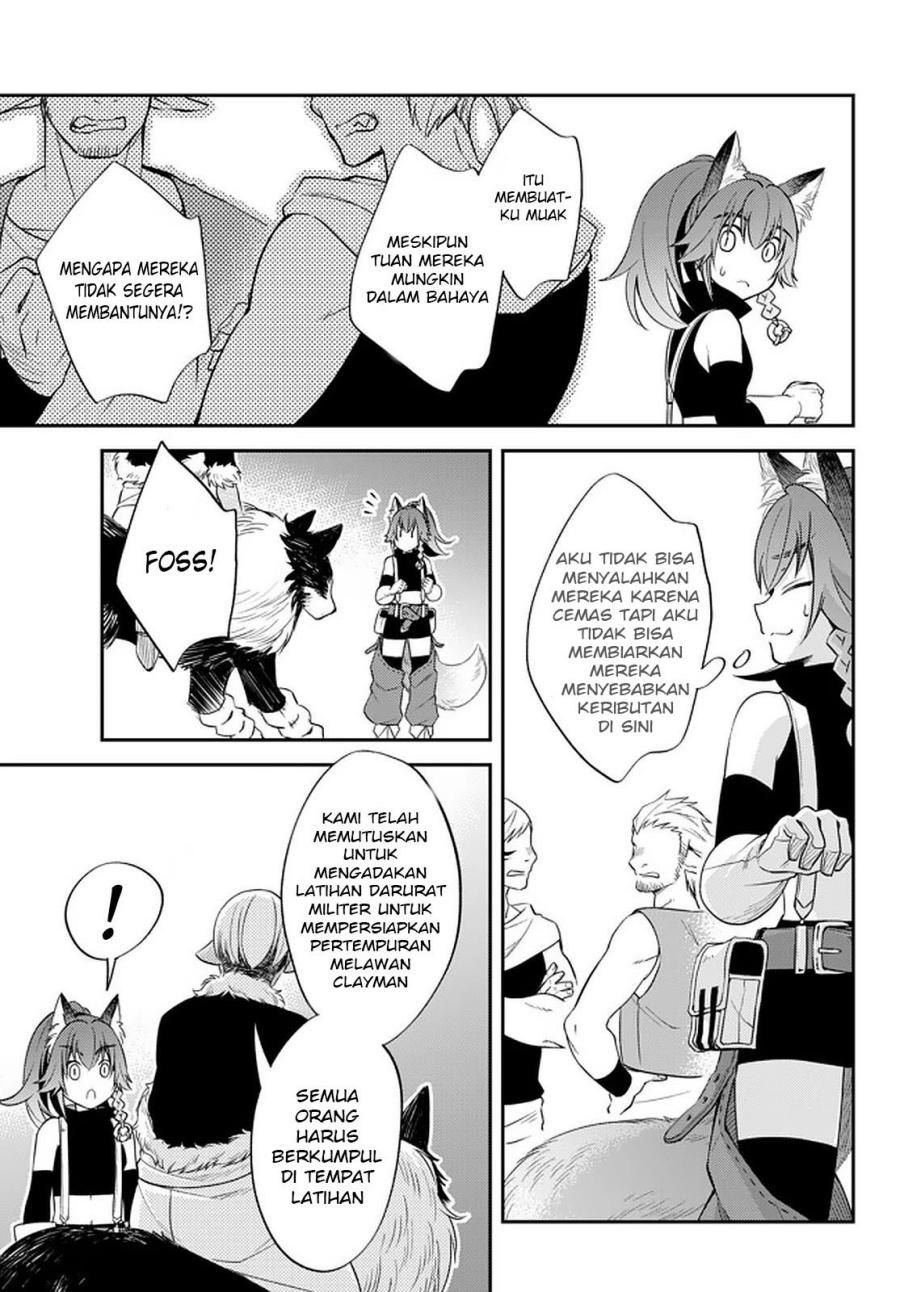 ITU
MEMBUAT-
KU MUAK
MESKIPUN
TUAN MEREKA
MUNGKIN
DALAM BAHAYA
MENGAPA MEREKA
TIDAK SEGERA
MEMBANTUNYA!?
AKU TIDAK BISA
MENYALAHKAN
MEREKA KARENA
CEMAS TAPI AKU
TIDAK BISA
MEMBIARKAN
MEREKA
MENYEBABKAN
KERIBUTAN
DI SINI
FOSS!
KAMI TELAH
MEMUTUSKAN
UNTUK
MENGADAKAN
LATIHAN DARURAT
MILITER UNTUK
MEMPERSIAPKAN
PERTEMPURAN
MELAWAN
CLAYMAN
!
SEMUA
ORANG
HARUS
BERKUMPUL
DI TEMPAT
LATIHAN